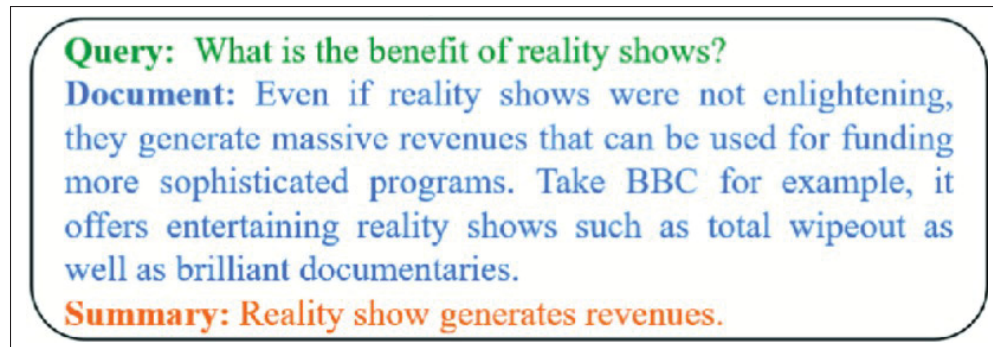 Query: What is the benefit of reality shows?
Document: Even if reality shows were not enlightening,
they generate massive revenues that can be used for funding
more sophisticated programs. Take BBC for example, it
offers entertaining reality shows such as total wipeout as
well as brilliant documentaries.
Summary: Reality show generates revenues.